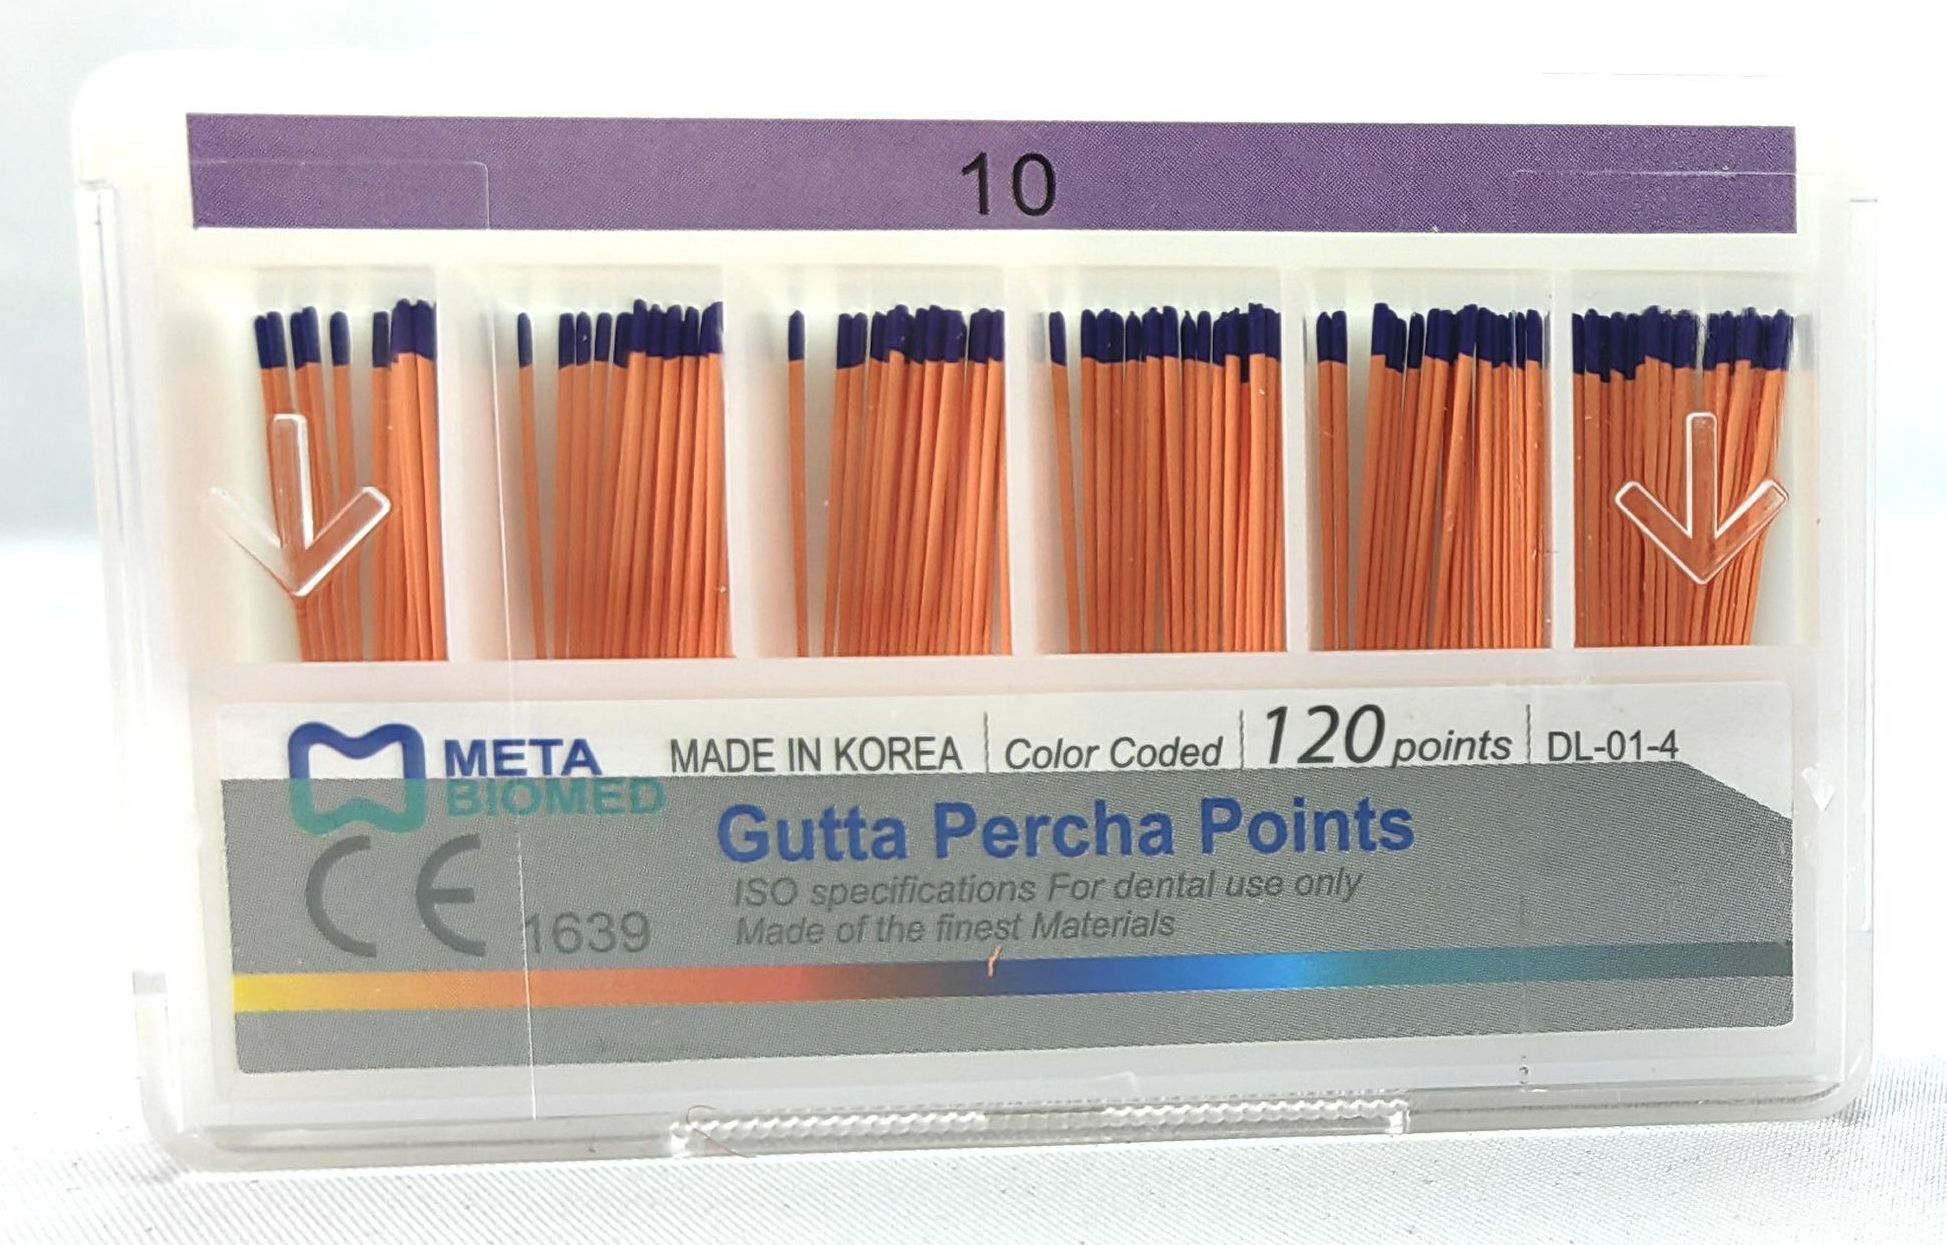 10
META
BIOMED
MADE IN KOREA Color Coded 120 points DL-01-4
Gutta Percha Points
ISO specifications For dental use only
Made of the finest Materials
CE 1639